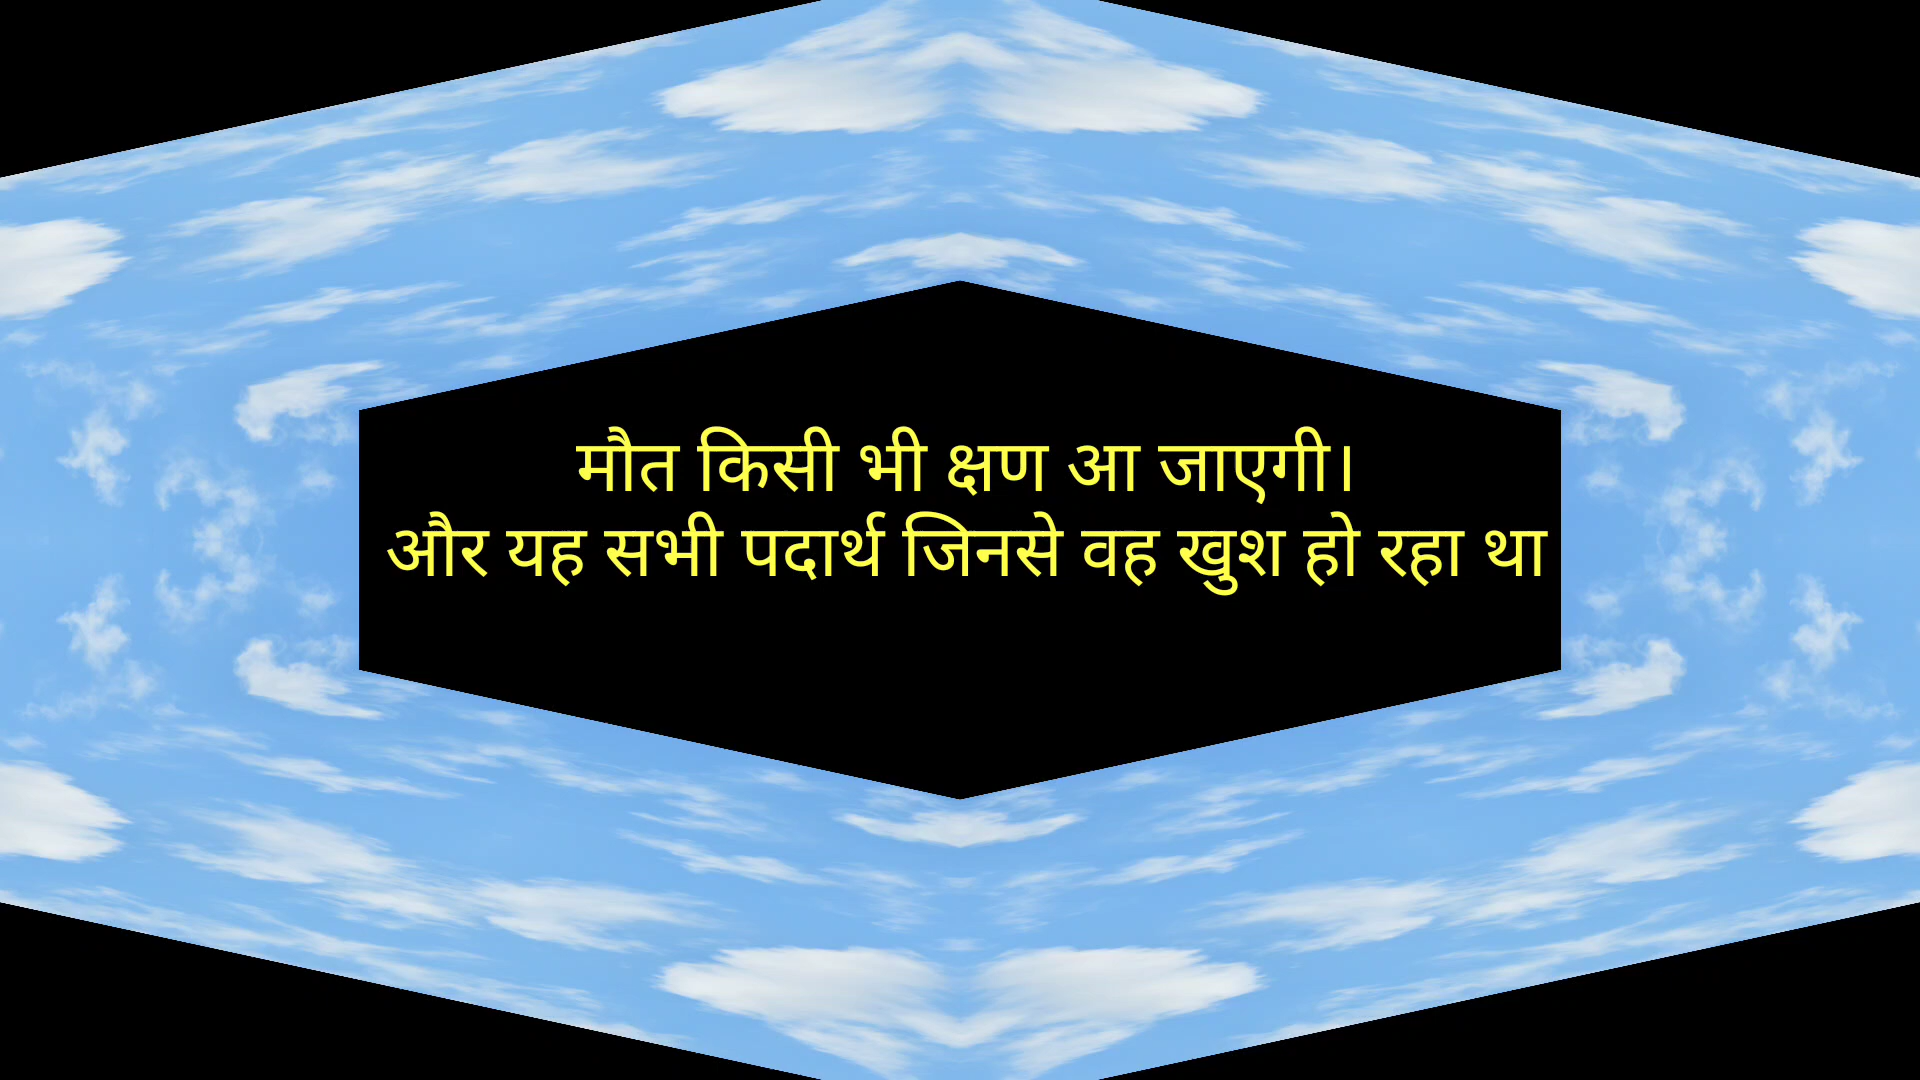 मौत किसी भी क्षण आ जाएगी।
और यह सभी पदार्थ जिनसे वह खुश हो रहा था